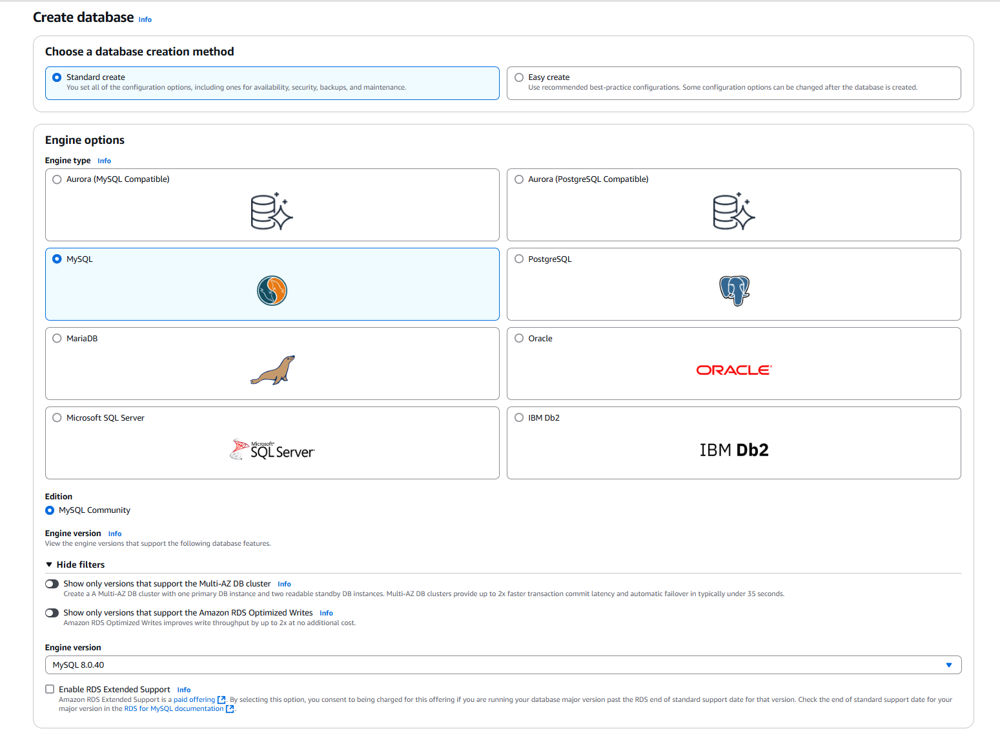 Create database Info
Choose a database creation method
Standard create
You set all of the configuration options, including ones for availability, security, backups, and maintenance.
Easy create
Use recommended best-practice configurations. Some configuration options can be changed after the database is created.
Engine options
Engine type Info
Aurora (MySQL Compatible)
Aurora (PostgreSQL Compatible)
MySQL
PostgreSQL
MariaDB
Oracle
ORACLE
Microsoft SQL Server
Microsoft
SQL Server
IBM Db2
IBM Db2
Edition
MySQL Community
Engine version Info
View the engine versions that support the following database features.
Hide filters
Show only versions that support the Multi-AZ DB cluster Info
Create a A Multi-AZ DB cluster with one primary DB instance and two readable standby DB instances. Multi-AZ DB clusters provide up to 2x faster transaction commit latency and automatic failover in typically under 35 seconds.
Show only versions that support the Amazon RDS Optimized Writes Info
Amazon RDS Optimized Writes improves write throughput by up to 2x at no additional cost.
Engine version
MySQL 8.0.40
Enable RDS Extended Support Info
Amazon RDS Extended Support is a paid offering. By selecting this option, you consent to being charged for this offering if you are running your database major version past the RDS end of standard support date for that version. Check the end of standard support date for your
major version in the RDS for MySQL documentation.